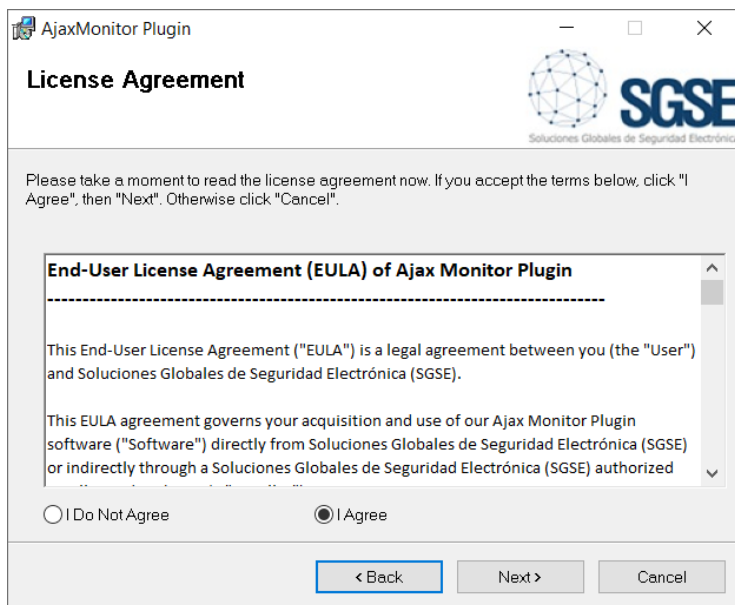 AjaxMonitor Plugin
License Agreement
SGSE
Soluciones Globales de Seguridad Electrónica
Please take a moment to read the license agreement now. If you accept the terms below, click "I
Agree", then "Next". Otherwise click "Cancel".
End-User License Agreement (EULA) of Ajax Monitor Plugin
--------------------------------------------------------------------------------
This End-User License Agreement ("EULA") is a legal agreement between you (the "User")
and Soluciones Globales de Seguridad Electrónica (SGSE).
This EULA agreement governs your acquisition and use of our Ajax Monitor Plugin
software ("Software") directly from Soluciones Globales de Seguridad Electrónica (SGSE)
or indirectly through a Soluciones Globales de Seguridad Electrónica (SGSE) authorized
I Do Not Agree
I Agree
< Back
Next >
Cancel